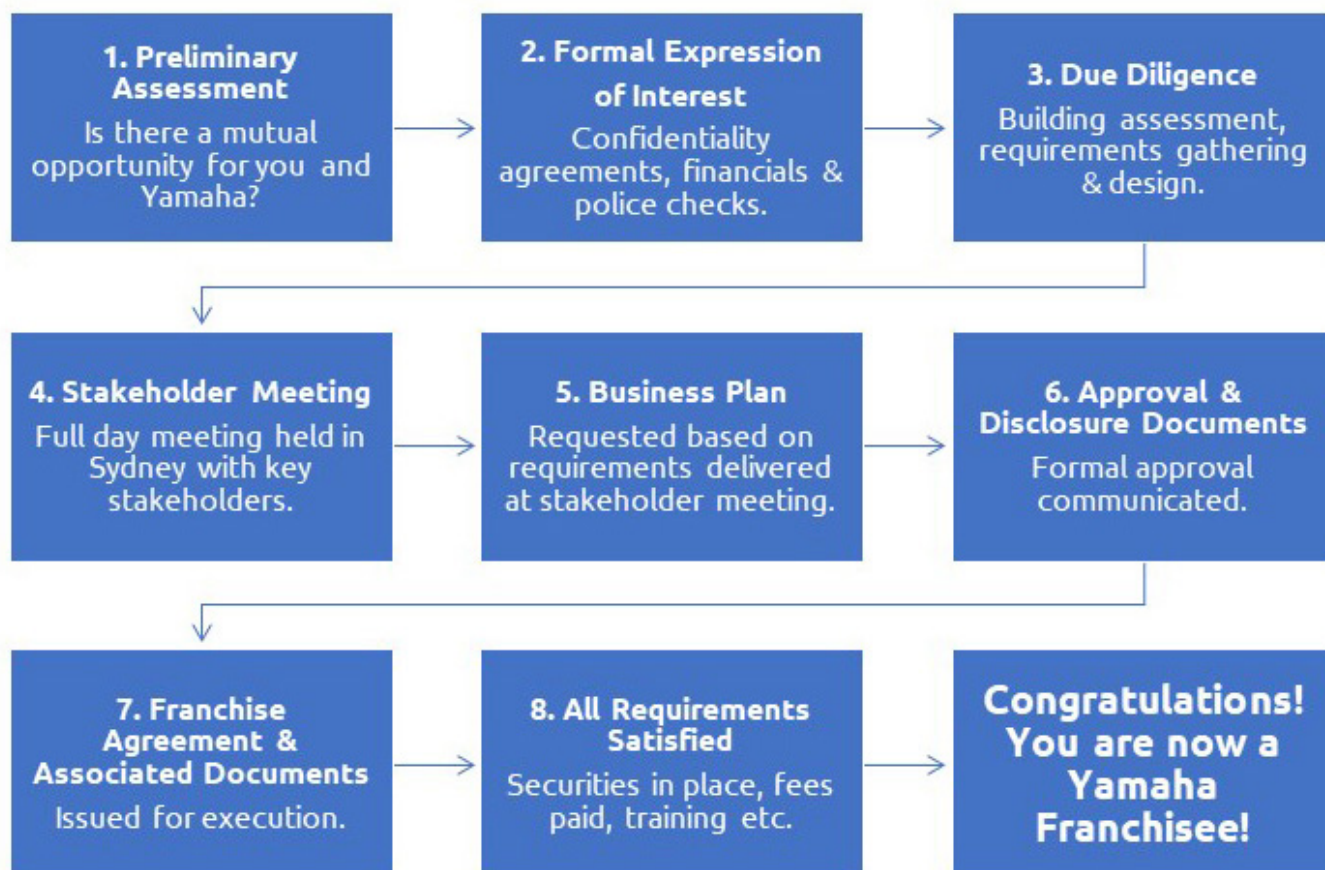 1. Preliminary
Assessment
Is there a mutual
opportunity for you and
Yamaha?
2. Formal Expression
of Interest
Confidentiality
agreements, financials &
police checks.
3. Due Diligence
Building assessment,
requirements gathering
& design.
4. Stakeholder Meeting
Full day meeting held in
Sydney with key
stakeholders.
5. Business Plan
Requested based on
requirements delivered
at stakeholder meeting.
6. Approval &
Disclosure Documents
Formal approval
communicated.
7. Franchise
Agreement &
Associated Documents
Issued for execution.
8. All Requirements
Satisfied
Securities in place, fees
paid, training etc.
Congratulations!
You are now a
Yamaha
Franchisee!